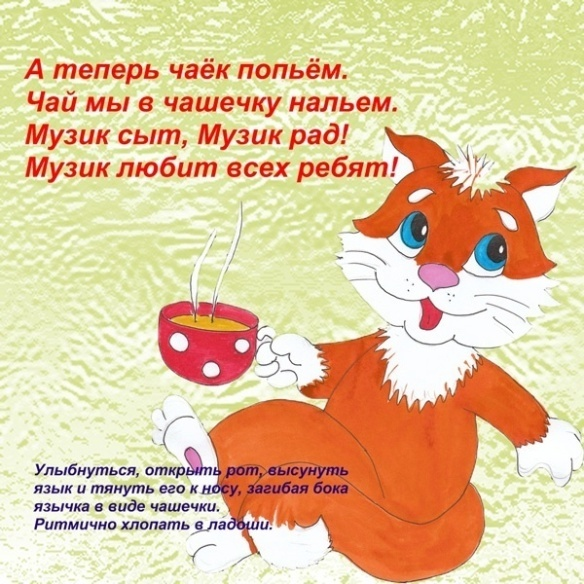 А теперь чаёк попьём.
Чай мы в чашечку нальем.
Музик сыт, Музик рад!
Музик любит всех ребят!
Улыбнуться, открыть рот, высунуть
язык и тянуть его к носу, загибая бока
язычка в виде чашечки.
Ритмично хлопать в ладоши.